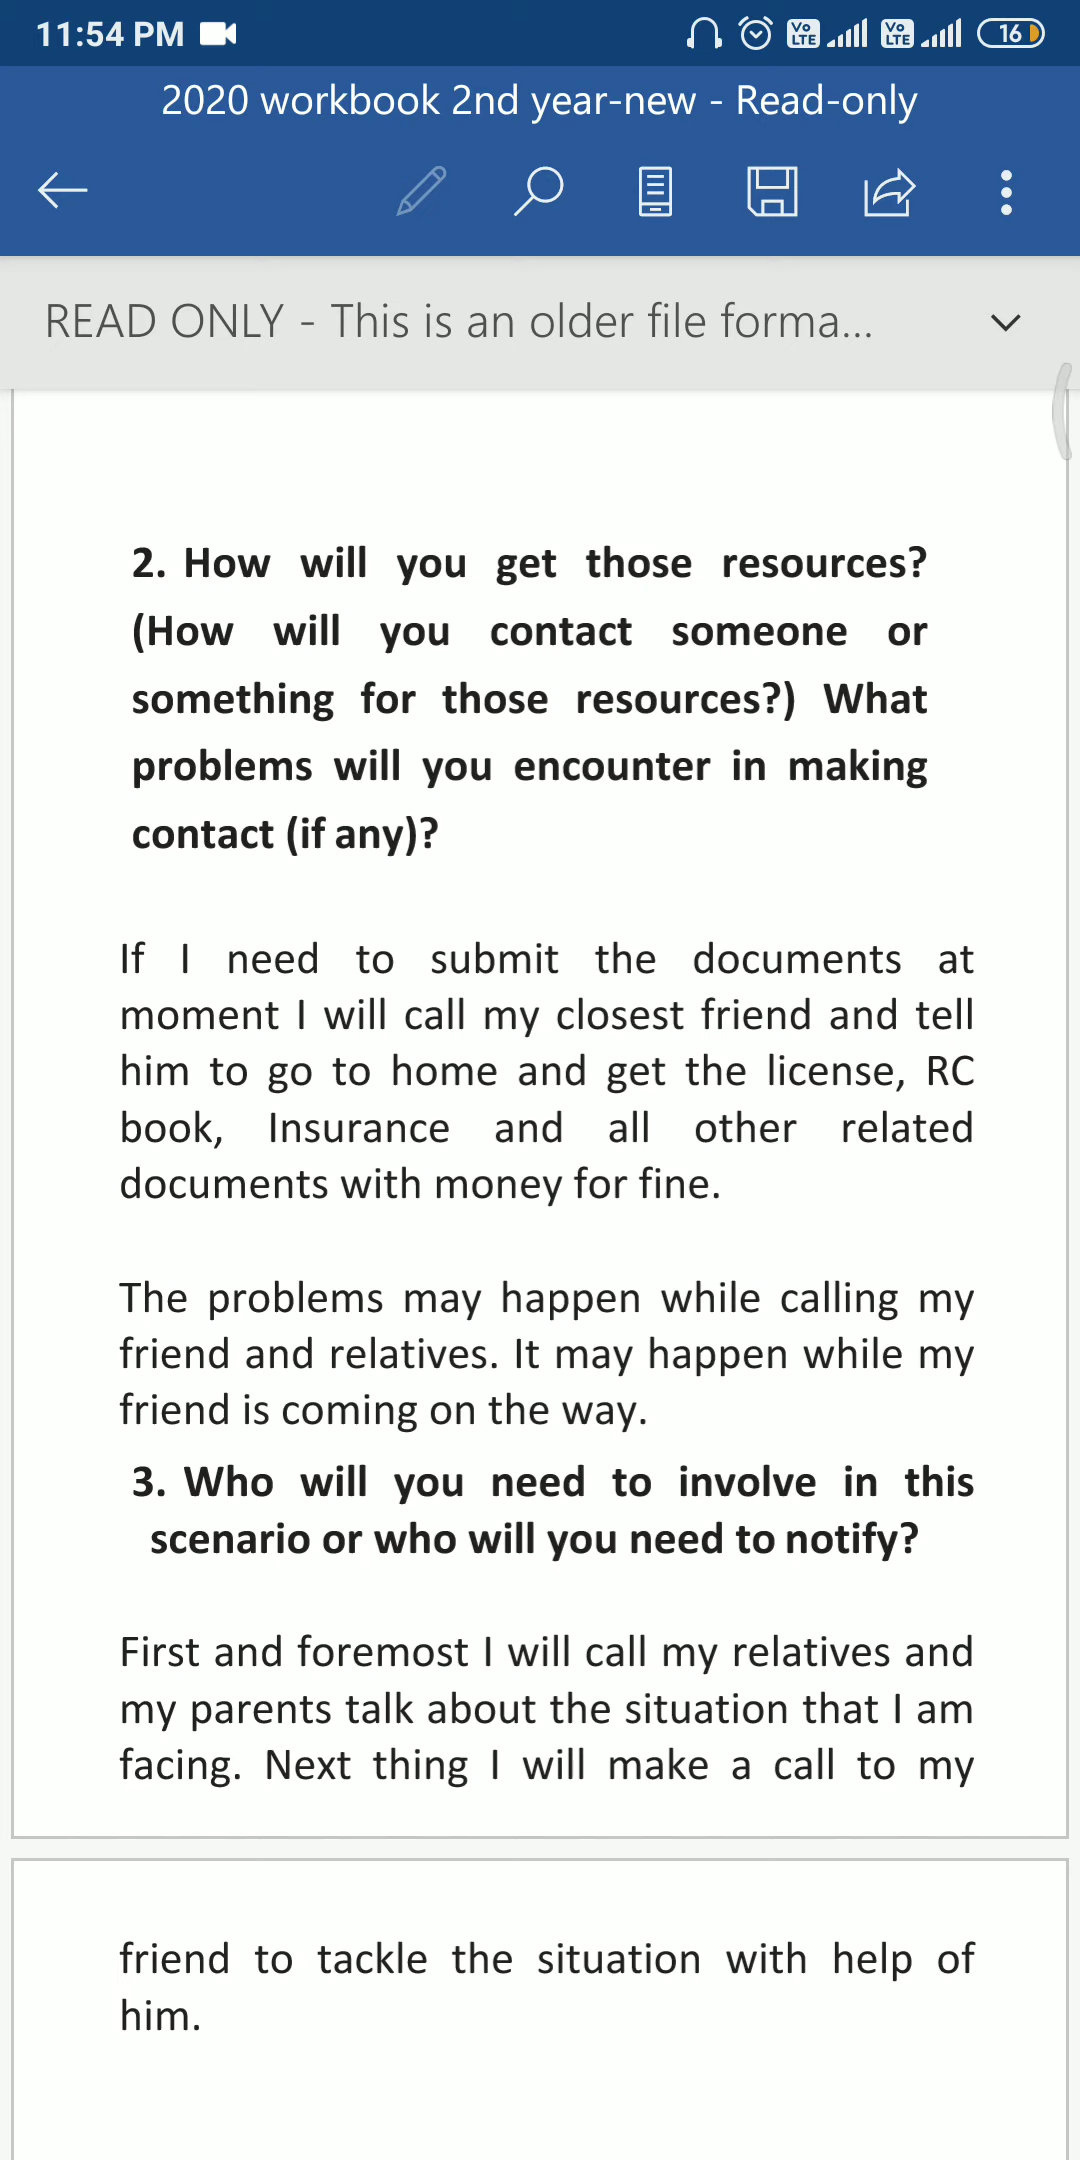 11:54 PM
Vo LTE Vo LTE 16
2020 workbook 2nd year-new - Read-only
READ ONLY - This is an older file forma...
2. How will you get those resources?
(How will you contact someone or
something for those resources?) What
problems will you encounter in making
contact (if any)?
If I need to submit the documents at
moment I will call my closest friend and tell
him to go to home and get the license, RC
book, Insurance and all other related
documents with money for fine.
The problems may happen while calling my
friend and relatives. It may happen while my
friend is coming on the way.
3. Who will you need to involve in this
scenario or who will you need to notify?
First and foremost I will call my relatives and
my parents talk about the situation that I am
facing. Next thing I will make a call to my
friend to tackle the situation with help of
him.